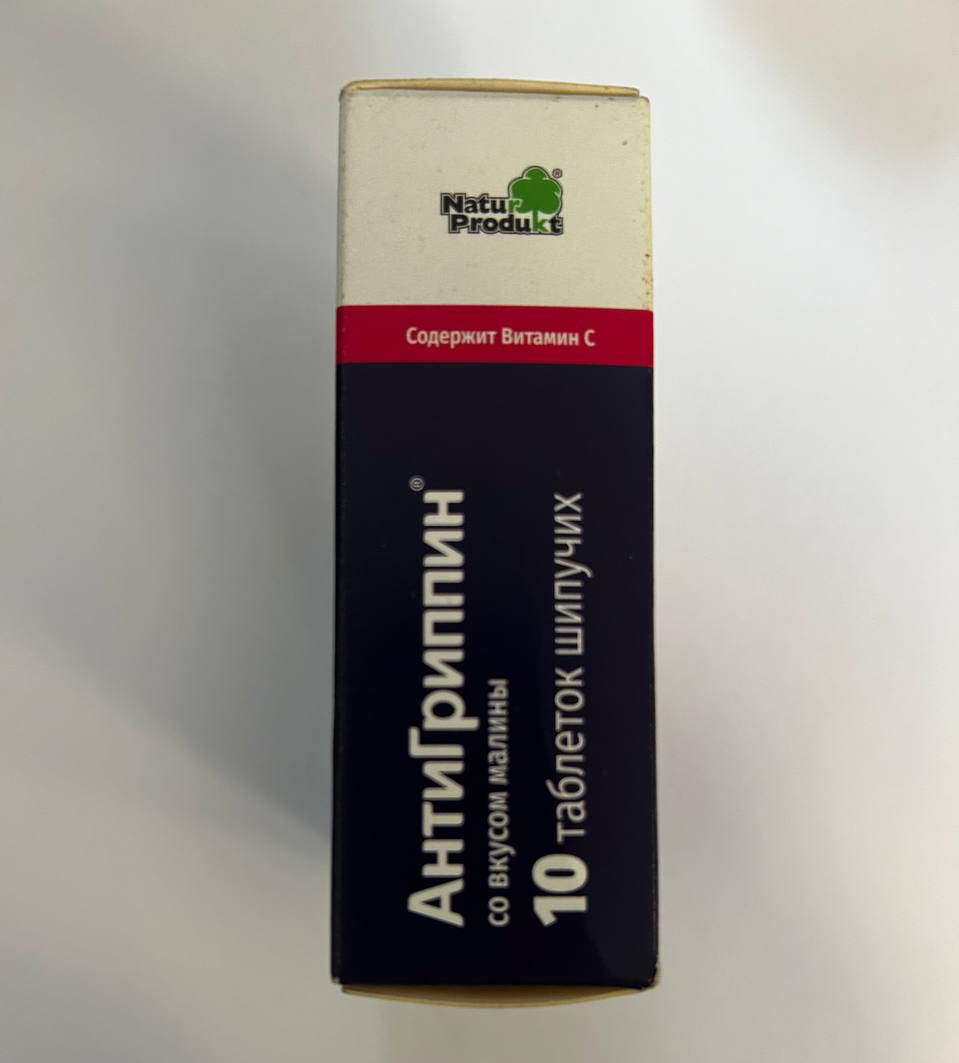 Natur
Produkt®
Содержит Витамин С
АнтиГриппин®
со вкусом малины
10 таблеток шипучих